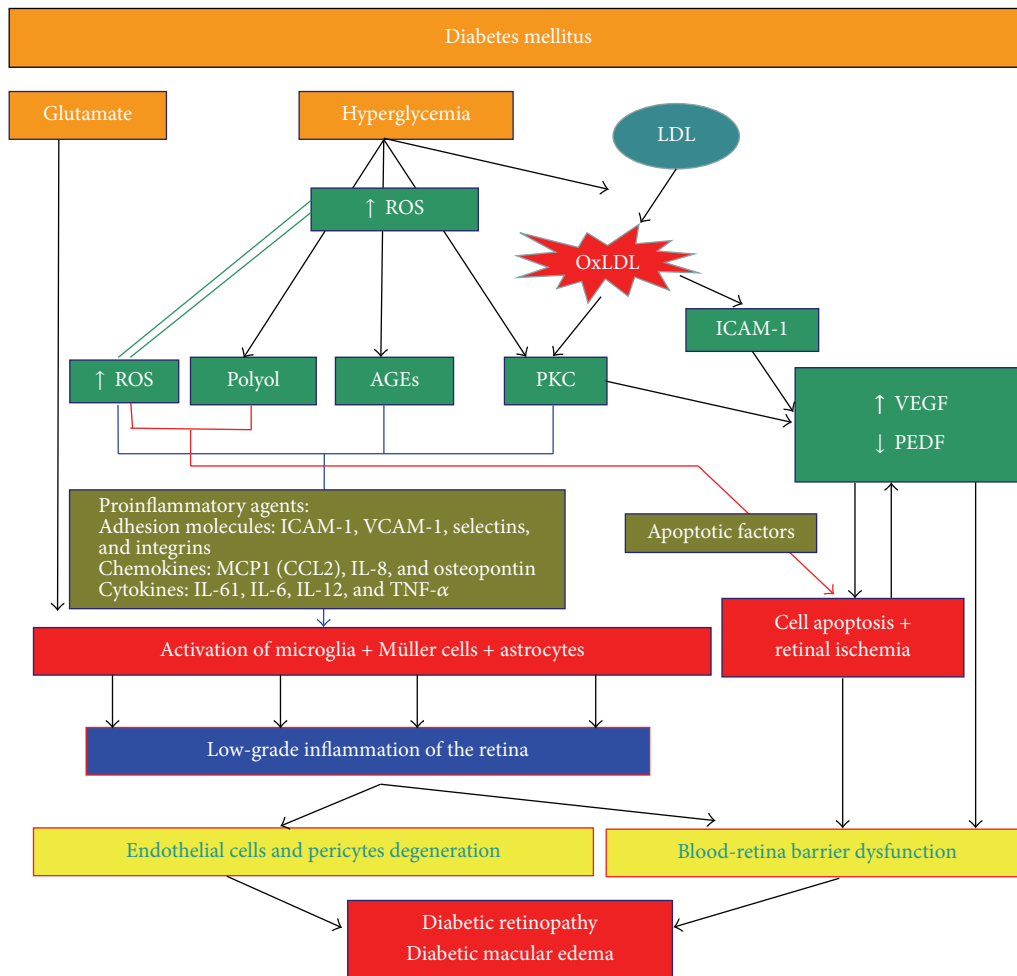 Diabetes mellitus
Glutamate
Hyperglycemia
LDL
↑ ROS
OxLDL
ICAM-1
↑ ROS
Polyol
AGEs
PKC
↑ VEGF
↓ PEDF
Proinflammatory agents:
Adhesion molecules: ICAM-1, VCAM-1, selectins,
and integrins
Chemokines: MCP1 (CCL2), IL-8, and osteopontin
Cytokines: IL-61, IL-6, IL-12, and TNF-α
Apoptotic factors
Cell apoptosis +
retinal ischemia
Activation of microglia + Müller cells + astrocytes
Low-grade inflammation of the retina
Endothelial cells and pericytes degeneration
Blood-retina barrier dysfunction
Diabetic retinopathy
Diabetic macular edema